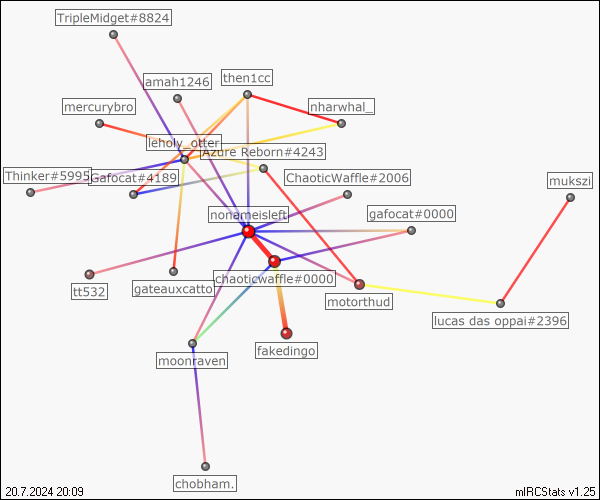 TripleMidget#8824
then1cc
amah1246
mercurybro
nharwhal_
leholy_otter
Azure Reborn#4243
Thinker#5995
Gafocat#4189
ChaoticWaffle#2006
mukszi
nonameisleft
gafocat#0000
chaoticwaffle#0000
tt532
gateauxcatto
motorthud
lucas das oppai#2396
fakedingo
moonraven
chobham.
20.7.2024 20:09
mIRCStats v1.25